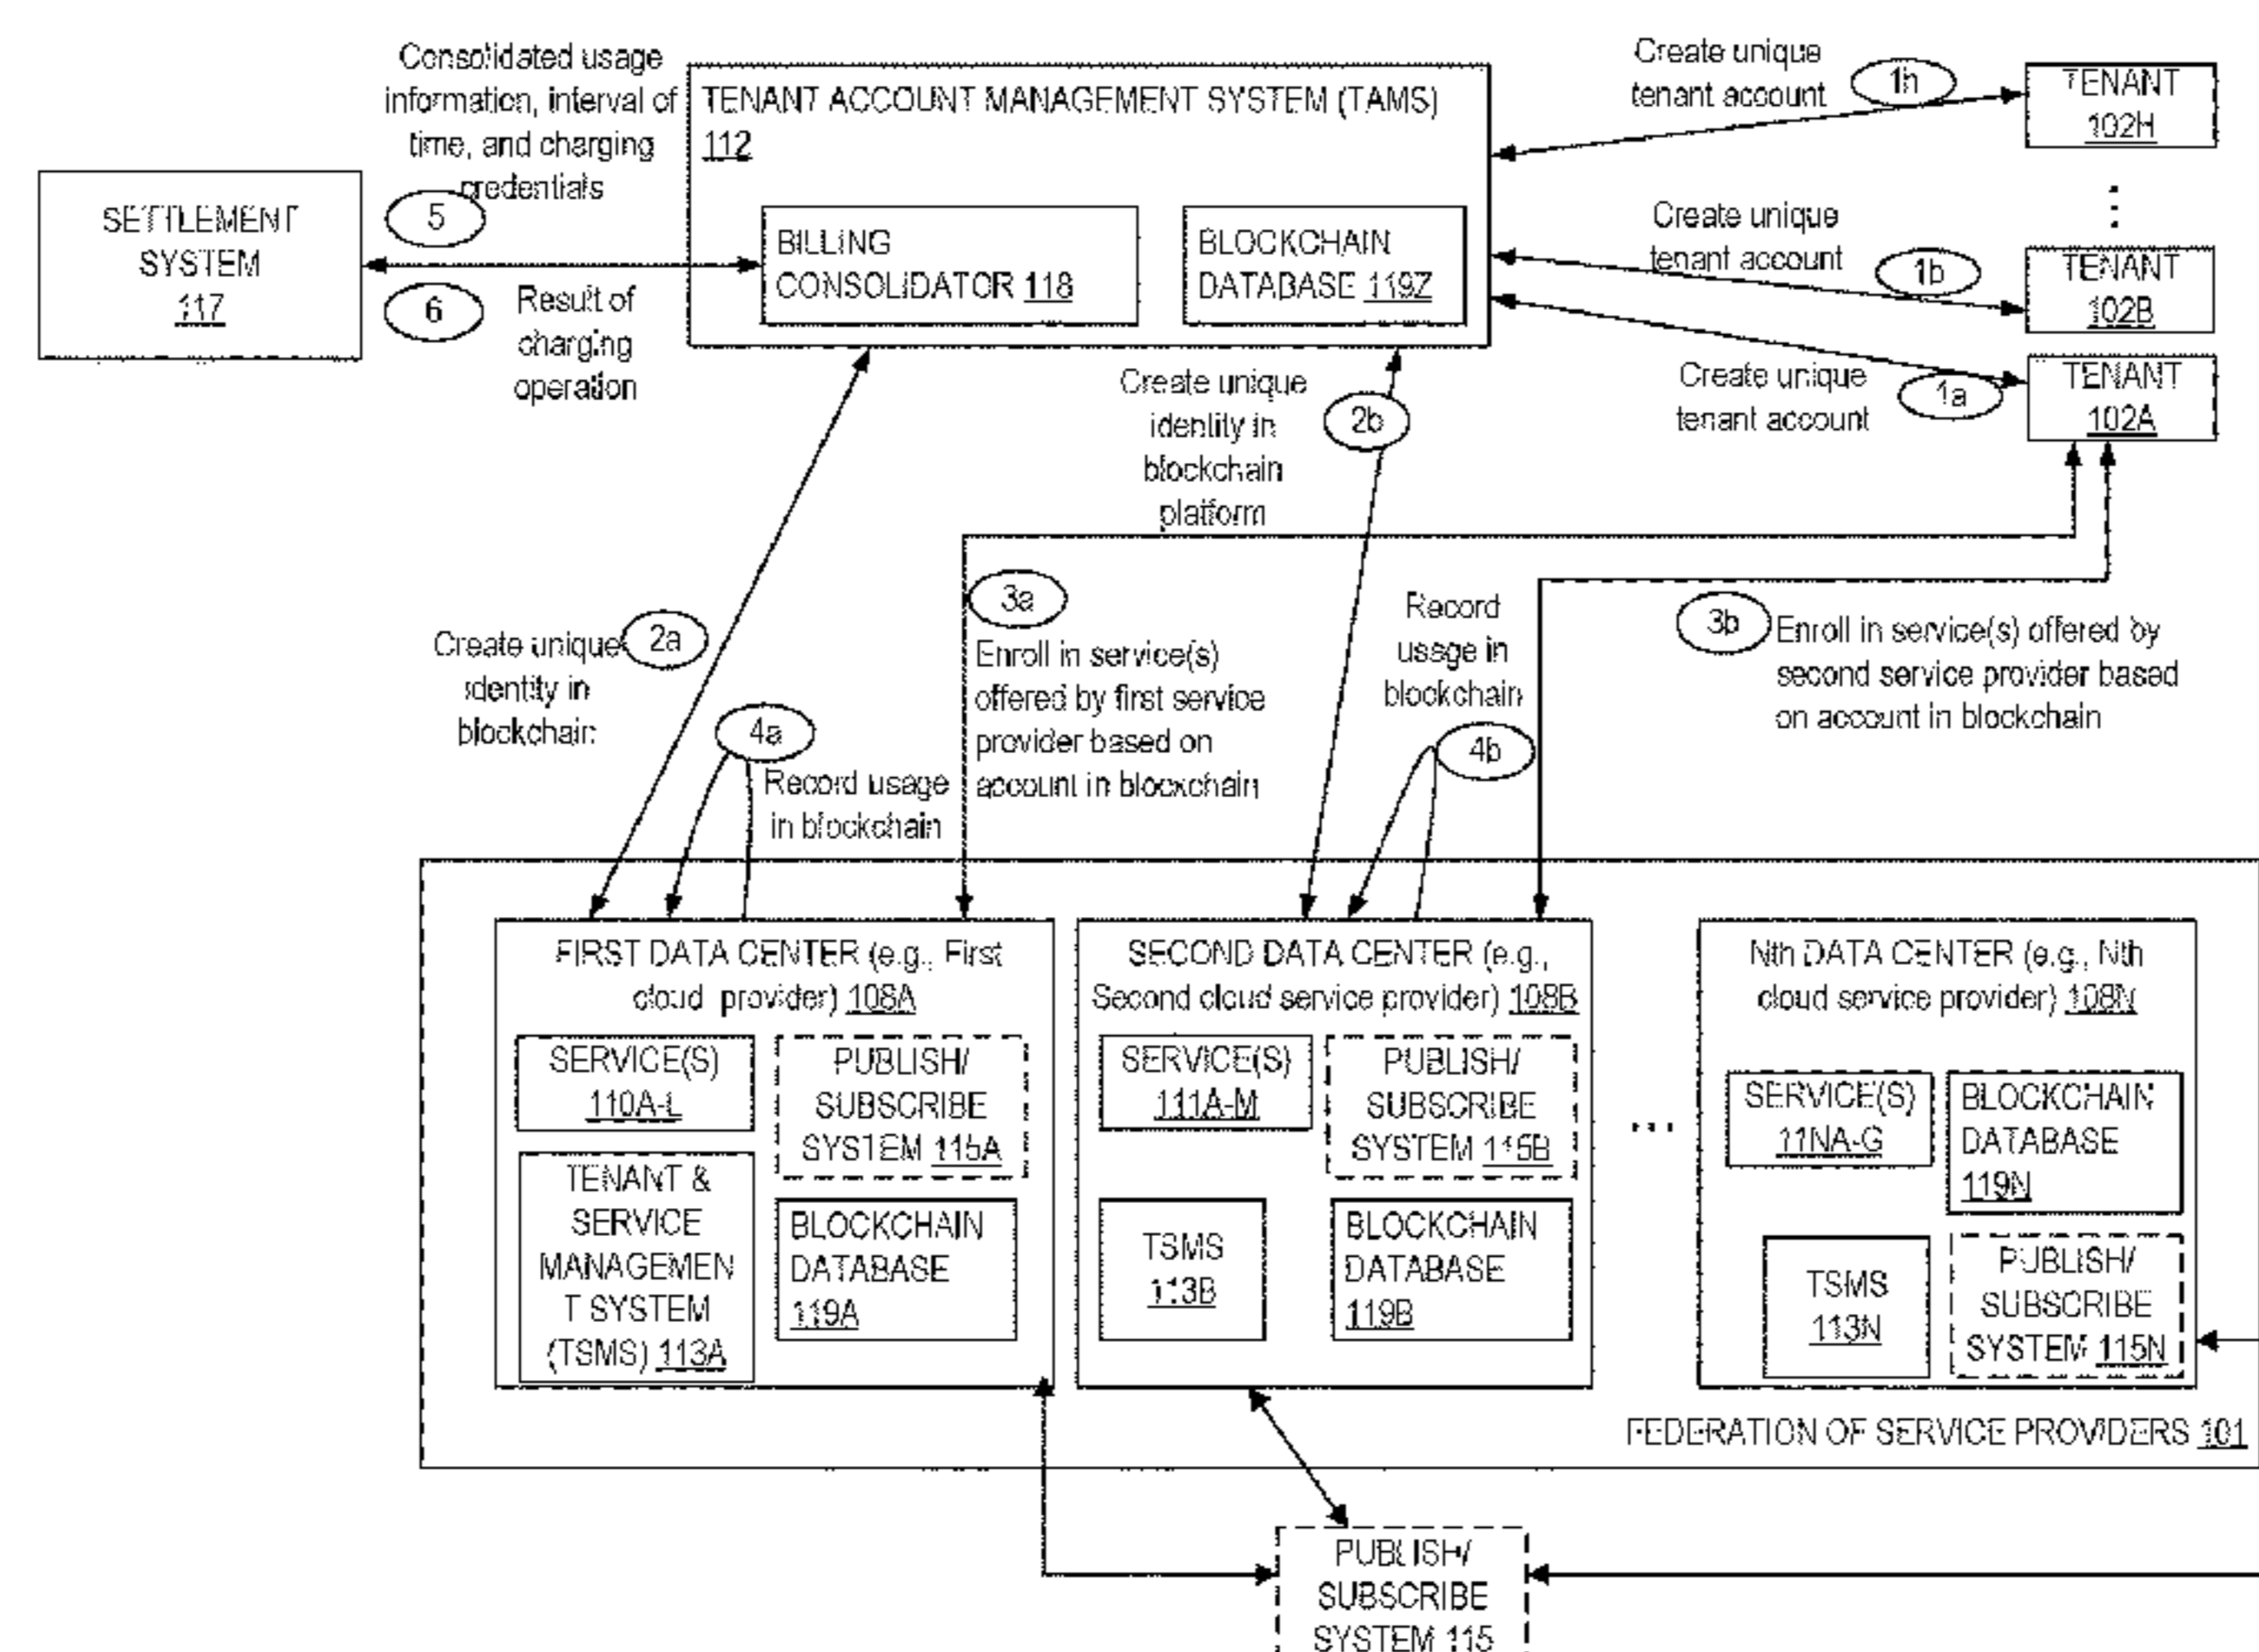 Consolidated usage
information, interval of
time, and charging
credentials
5
6
Result of
charging
operation
SETTLEMENT
SYSTEM
117
TENANT ACCOUNT MANAGEMENT SYSTEM (TAMS)
112
BILLING
CONSOLIDATOR 118
BLOCKCHAIN
DATABASE 119Z
Create unique
tenant account
1h
TENANT
102H
Create unique
tenant account
1b
TENANT
102B
Create unique
tenant account
1a
TENANT
102A
Create unique
identity in
blockchain
platform
2b
Create unique
identity in
blockchain
2a
3a
Enroll in service(s)
offered by first service
provider based on
account in blockchain
4a
Record usage
in blockchain
Record
usage in
blockchain
4b
3b
Enroll in service(s) offered by
second service provider based
on account in blockchain
FIRST DATA CENTER (e.g., First
cloud provider) 108A
SERVICE(S)
110A-L
PUBLISH/
SUBSCRIBE
SYSTEM 115A
TENANT &
SERVICE
MANAGEMEN
T SYSTEM
(TSMS) 113A
BLOCKCHAIN
DATABASE
119A
SECOND DATA CENTER (e.g.,
Second cloud service provider) 108B
SERVICE(S)
111A-M
PUBLISH/
SUBSCRIBE
SYSTEM 115B
TSMS
113B
BLOCKCHAIN
DATABASE
119B
...
Nth DATA CENTER (e.g., Nth
cloud service provider) 108N
SERVICE(S)
11NA-G
BLOCKCHAIN
DATABASE
119N
TSMS
113N
PUBLISH/
SUBSCRIBE
SYSTEM 115N
FEDERATION OF SERVICE PROVIDERS 101
PUBLISH/
SUBSCRIBE
SYSTEM 115